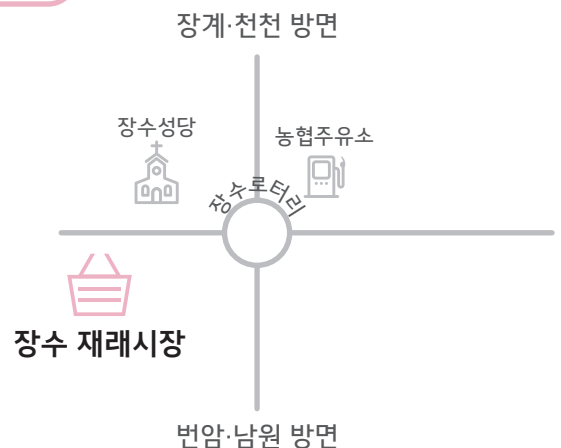 장계·천천 방면
장수성당
농협주유소
장수로터리
장수 재래시장
번암·남원 방면